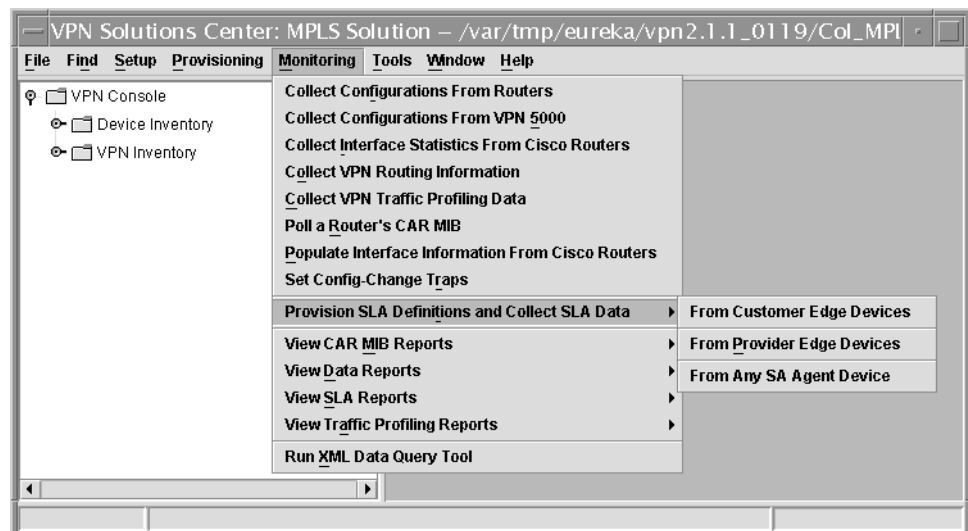 VPN Solutions Center: MPLS Solution – /var/tmp/eureka/vpn2.1.1_0119/Col_MPL
File Find Setup Provisioning Monitoring Tools Window Help
VPN Console
Device Inventory
VPN Inventory
Collect Configurations From Routers
Collect Configurations From VPN 5000
Collect Interface Statistics From Cisco Routers
Collect VPN Routing Information
Collect VPN Traffic Profiling Data
Poll a Router's CAR MIB
Populate Interface Information From Cisco Routers
Set Config-Change Traps
Provision SLA Definitions and Collect SLA Data
View CAR MIB Reports
View Data Reports
View SLA Reports
View Traffic Profiling Reports
Run XML Data Query Tool
From Customer Edge Devices
From Provider Edge Devices
From Any SA Agent Device